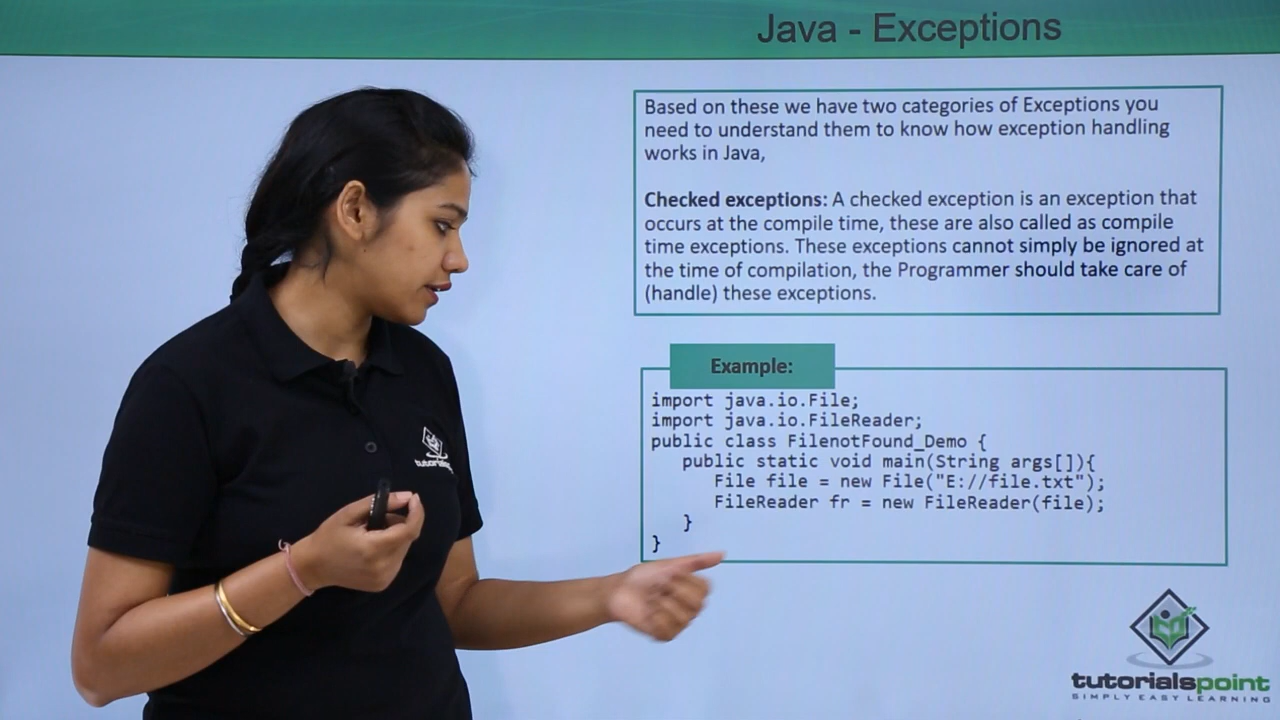 Java - Exceptions
Based on these we have two categories of Exceptions you
need to understand them to know how exception handling
works in Java,
Checked exceptions: A checked exception is an exception that
occurs at the compile time, these are also called as compile
time exceptions. These exceptions cannot simply be ignored at
the time of compilation, the Programmer should take care of
(handle) these exceptions.
Example:
import java.io.File;
import java.io.FileReader;
public class FilenotFound_Demo {
   public static void main(String args[]){
      File file = new File("E://file.txt");
      FileReader fr = new FileReader(file);
   }
}
tutorialspoint
SIMPLY EASY LEARNING